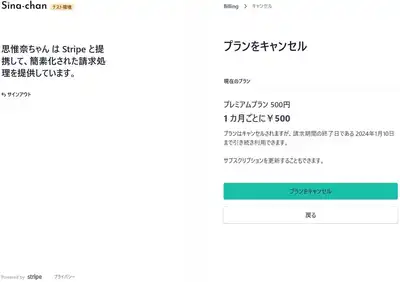 Sina-chan テスト環境
思惟奈ちゃん は Stripe と提
携して、簡素化された請求処
理を提供しています。
サインアウト
Powered by stripe プライバシー
Billing > キャンセル
プランをキャンセル
現在のプラン
プレミアムプラン 500円
1 カ月ごとに￥500
プランはキャンセルされますが、請求期間の終了日である 2024年1月10日
まで引き続き利用できます。
サブスクリプションを更新することもできます。
プランをキャンセル
戻る